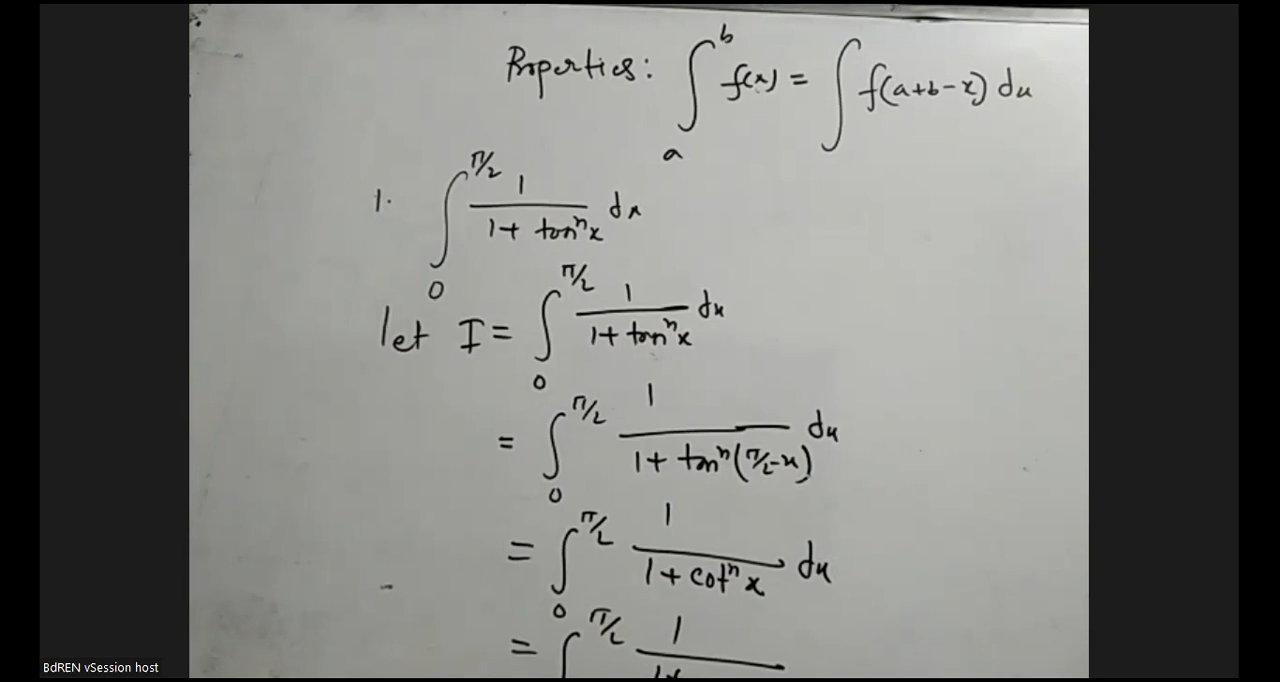 Properties: ∫_a^b f(x) = ∫ f(a+b-x) dx
1. ∫_0^{π/2} 1/(1+ tan^n x) dx
let I = ∫_0^{π/2} 1/(1+ tan^n x) dx
= ∫_0^{π/2} 1/(1+ tan^n (π/2-x)) dx
= ∫_0^{π/2} 1/(1+ cot^n x) dx
= ∫^{π/2} 1/(1+
BdREN vSession host